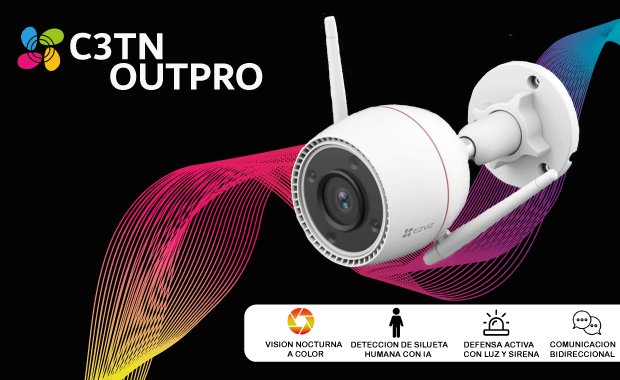 C3TN
OUTPRO
EZVIZ
VISION NOCTURNA
A COLOR
DETECCION DE SILUETA
HUMANA CON IA
DEFENSA ACTIVA
CON LUZ Y SIRENA
COMUNICACION
BIDIRECCIONAL